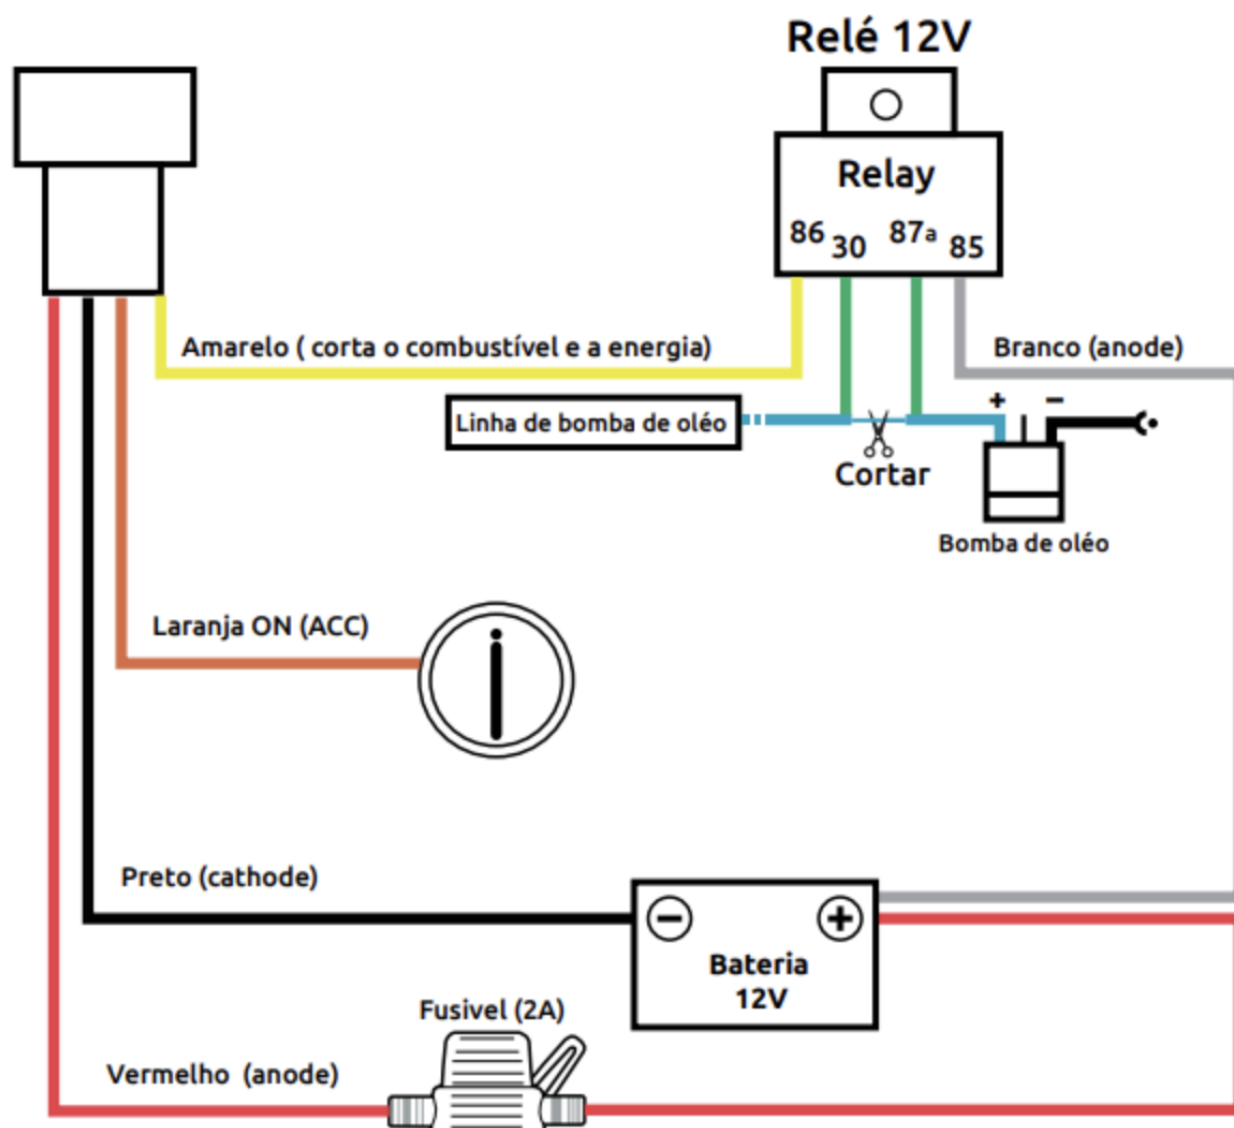 Relé 12V
Relay
86 30 87a 85
Amarelo ( corta o combustível e a energia)
Branco (anode)
+ −
Linha de bomba de oléo
Cortar
Bomba de oléo
Laranja ON (ACC)
Preto (cathode)
− +
Bateria
12V
Fusivel (2A)
Vermelho (anode)